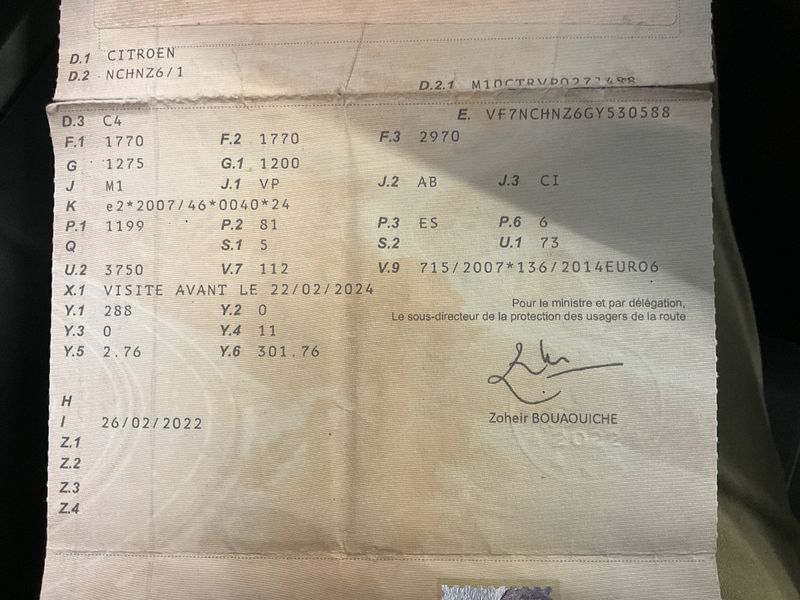 D.1 CITROEN
D.2 NCHNZ6/1
D.2.1
D.3 C4 E. VF7NCHNZ6GY530588
F.1 1770 F.2 1770 F.3 2970
G 1275 G.1 1200
J M1 J.1 VP J.2 AB J.3 CI
K e2*2007/46*0040*24
P.1 1199 P.2 81 P.3 ES P.6 6
Q S.1 5 S.2 U.1 73
U.2 3750 V.7 112 V.9 715/2007*136/2014EURO6
X.1 VISITE AVANT LE 22/02/2024
Y.1 288 Y.2 0
Pour le ministre et par délégation,
Le sous-directeur de la protection des usagers de la route
Y.3 0 Y.4 11
Y.5 2.76 Y.6 301.76
H
I 26/02/2022
Zoheir BOUAOUICHE
Z.1
Z.2
Z.3
Z.4